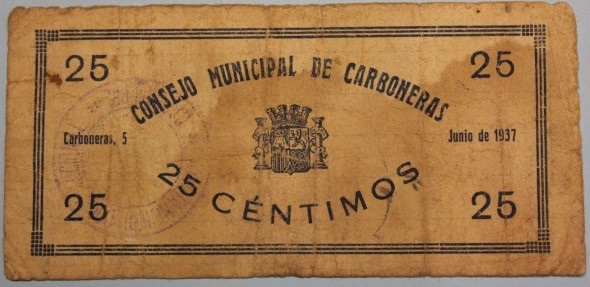 25 25
CONSEJO MUNICIPAL DE CARBONERAS
Carboneras, 5 Junio de 1937
25 CÉNTIMOS
25 25